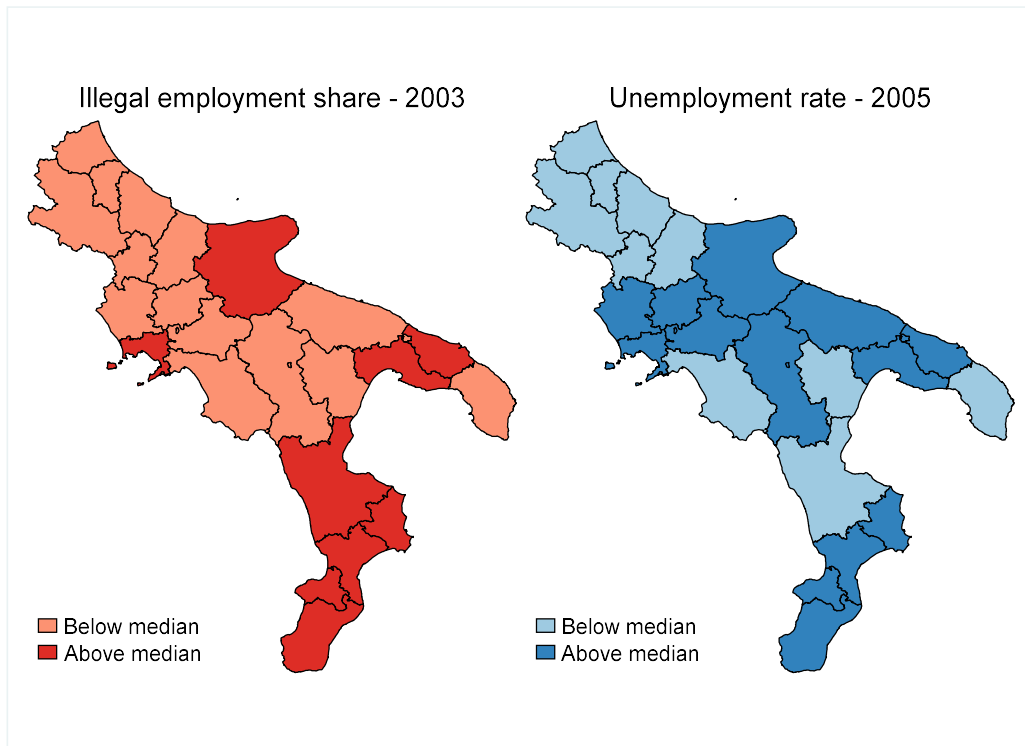 Illegal employment share - 2003
Unemployment rate - 2005
Below median
Above median
Below median
Above median